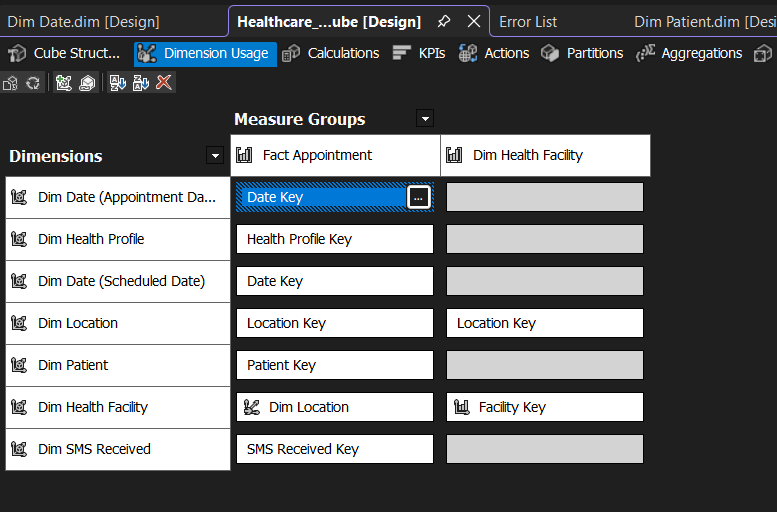 Dim Date.dim [Design]
Healthcare_...ube [Design]
Error List
Dim Patient.dim [Desi
Cube Struct...
Dimension Usage
Calculations
KPIs
Actions
Partitions
Aggregations
Measure Groups
Dimensions
Fact Appointment
Dim Health Facility
Dim Date (Appointment Da...
Date Key
...
Dim Health Profile
Health Profile Key
Dim Date (Scheduled Date)
Date Key
Dim Location
Location Key
Location Key
Dim Patient
Patient Key
Dim Health Facility
Dim Location
Facility Key
Dim SMS Received
SMS Received Key